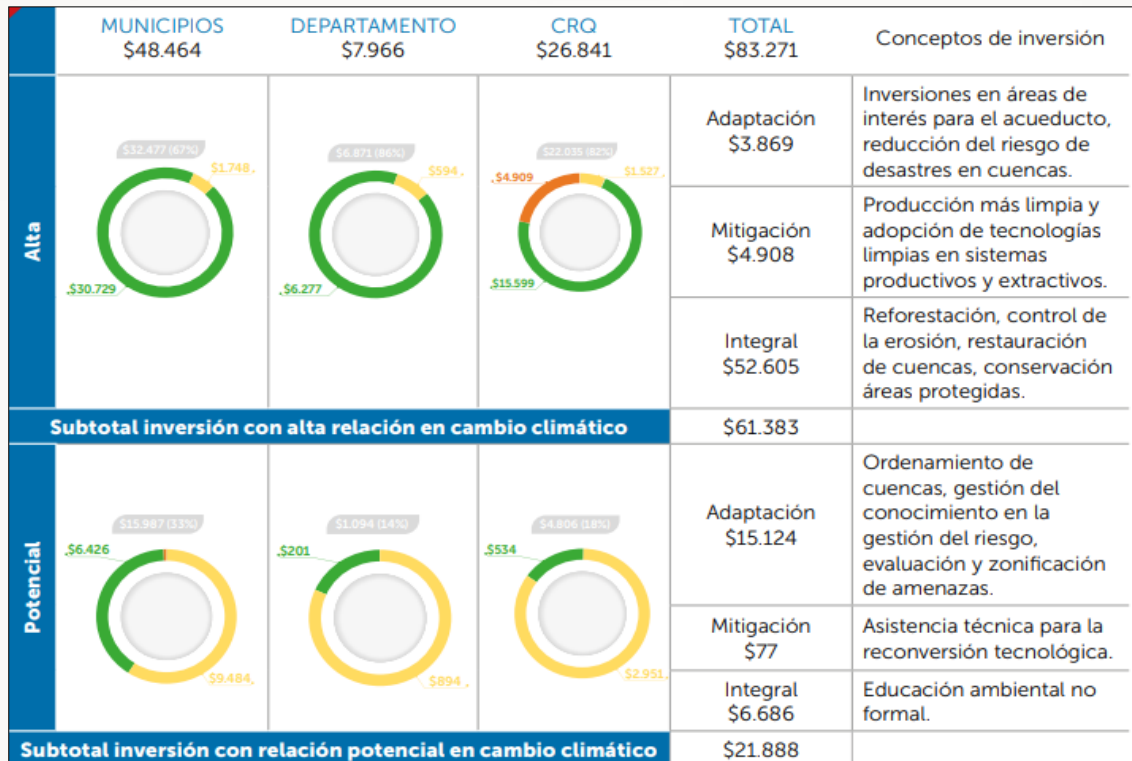 MUNICIPIOS
$48.464
DEPARTAMENTO
$7.966
CRQ
$26.841
TOTAL
$83.271
Conceptos de inversión
Alta
$32.477 (67%)
$1.748
$30.729
$6.871 (86%)
$594
$6.277
$22.035 (82%)
$4.909
$1.527
$15.599
Adaptación
$3.869
Inversiones en áreas de
interés para el acueducto,
reducción del riesgo de
desastres en cuencas.
Mitigación
$4.908
Producción más limpia y
adopción de tecnologías
limpias en sistemas
productivos y extractivos.
Integral
$52.605
Reforestación, control de
la erosión, restauración
de cuencas, conservación
áreas protegidas.
Subtotal inversión con alta relación en cambio climático
$61.383
Potencial
$15.987 (33%)
$6.426
$9.484
$1.094 (14%)
$201
$894
$4.806 (18%)
$534
$2.951
Adaptación
$15.124
Ordenamiento de
cuencas, gestión del
conocimiento en la
gestión del riesgo,
evaluación y zonificación
de amenazas.
Mitigación
$77
Asistencia técnica para la
reconversión tecnológica.
Integral
$6.686
Educación ambiental no
formal.
Subtotal inversión con relación potencial en cambio climático
$21.888